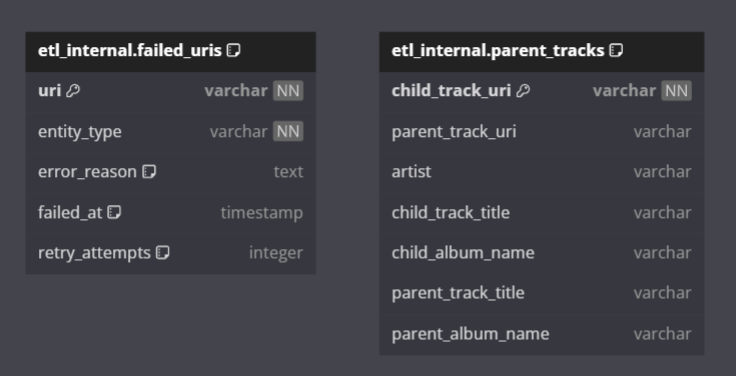 etl_internal.failed_uris
uri varchar NN
entity_type varchar NN
error_reason text
failed_at timestamp
retry_attempts integer
etl_internal.parent_tracks
child_track_uri varchar NN
parent_track_uri varchar
artist varchar
child_track_title varchar
child_album_name varchar
parent_track_title varchar
parent_album_name varchar